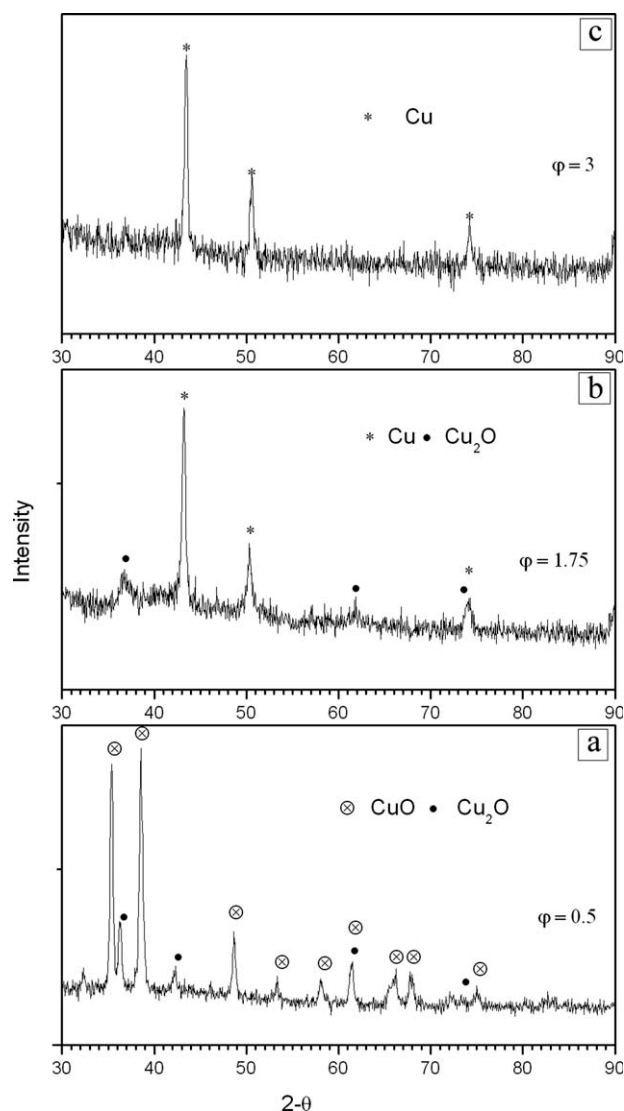 c
* Cu
φ = 3
30 40 50 60 70 80 90
b
* Cu • Cu₂O
φ = 1.75
30 40 50 60 70 80 90
Intensity
a
⊗ CuO • Cu₂O
φ = 0.5
30 40 50 60 70 80 90
2-θ